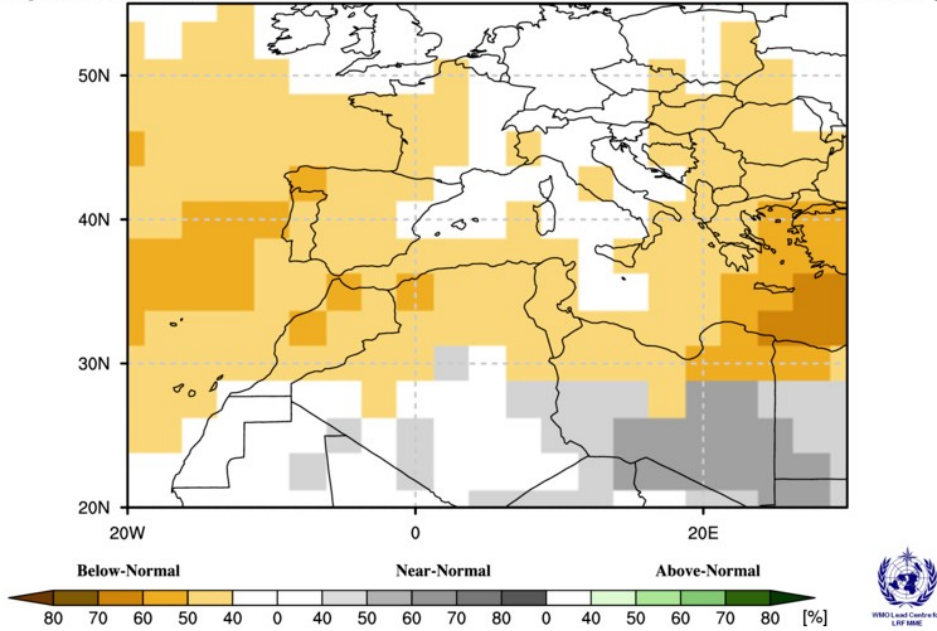 50N
40N
30N
20N
20W 0 20E
Below-Normal Near-Normal Above-Normal
80 70 60 50 40 0 40 50 60 70 80 0 40 50 60 70 80 [%]
WMO Lead Centre for
LRF MME